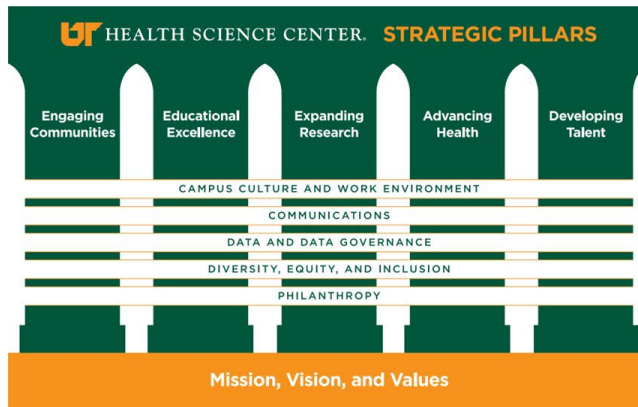 UT HEALTH SCIENCE CENTER. STRATEGIC PILLARS
Engaging Communities
Educational Excellence
Expanding Research
Advancing Health
Developing Talent
CAMPUS CULTURE AND WORK ENVIRONMENT
COMMUNICATIONS
DATA AND DATA GOVERNANCE
DIVERSITY, EQUITY, AND INCLUSION
PHILANTHROPY
Mission, Vision, and Values